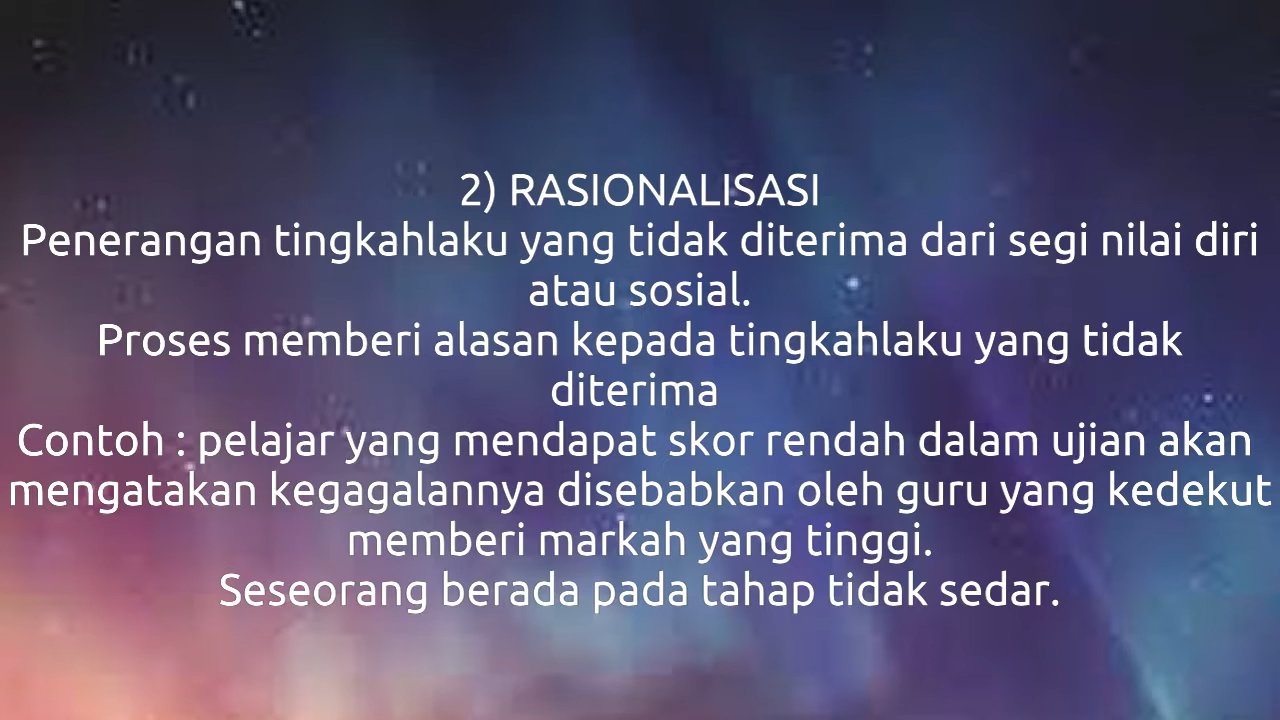 2) RASIONALISASI
Penerangan tingkahlaku yang tidak diterima dari segi nilai diri
atau sosial.
Proses memberi alasan kepada tingkahlaku yang tidak
diterima
Contoh : pelajar yang mendapat skor rendah dalam ujian akan
mengatakan kegagalannya disebabkan oleh guru yang kedekut
memberi markah yang tinggi.
Seseorang berada pada tahap tidak sedar.